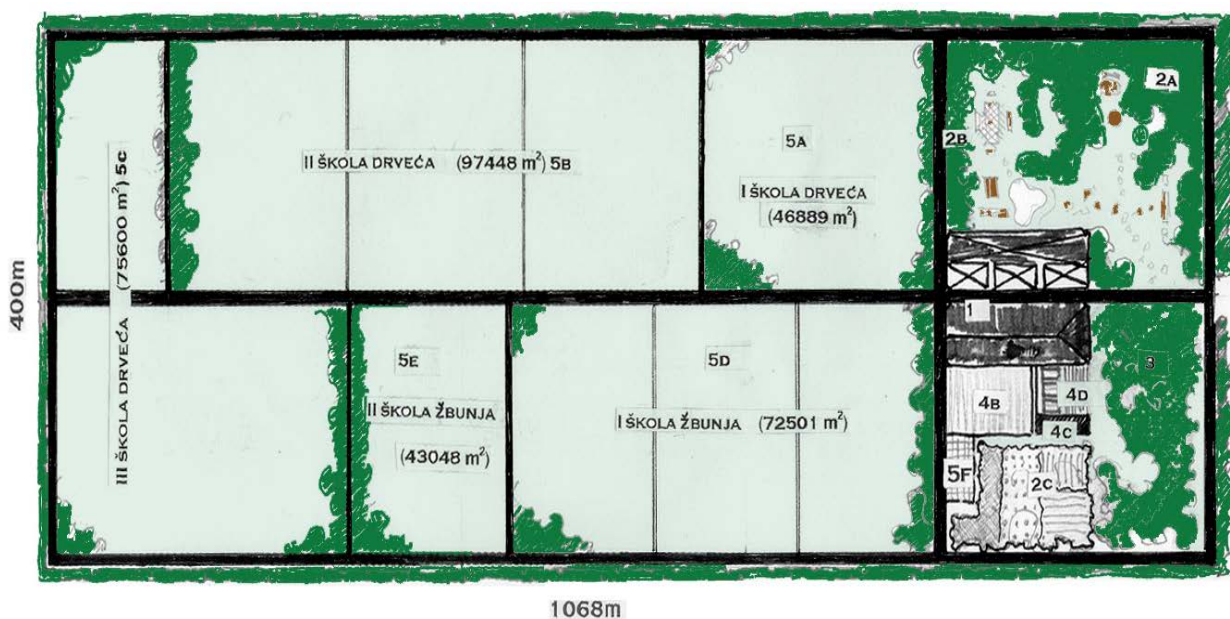 2A
2B
5A
II ŠKOLA DRVEĆA (97448 m²) 5B
I ŠKOLA DRVEĆA
(46889 m²)
III ŠKOLA DRVEĆA (75600 m²) 5c
400m
1
3
5E
5D
4B
4D
II ŠKOLA ŽBUNJA
I ŠKOLA ŽBUNJA (72501 m²)
4C
(43048 m²)
5F
2C
1068m